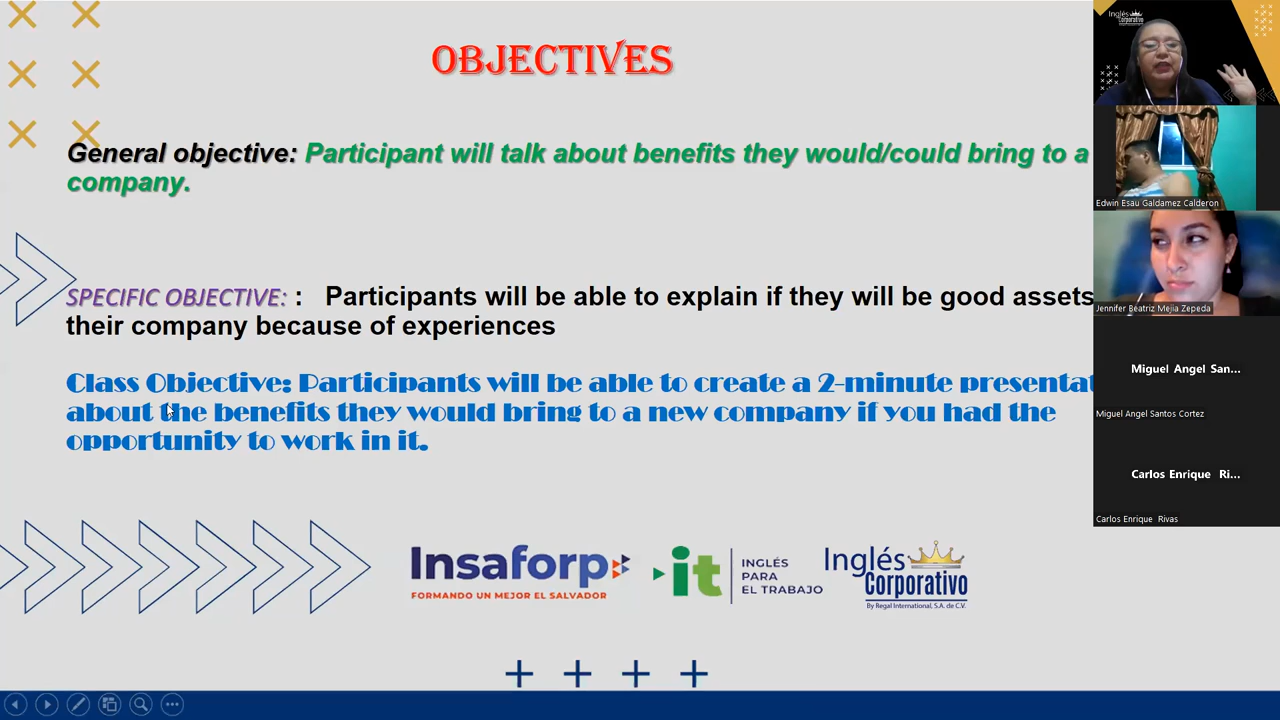 OBJECTIVES
General objective: Participant will talk about benefits they would/could bring to a
company.
SPECIFIC OBJECTIVE: : Participants will be able to explain if they will be good assets
their company because of experiences
Class Objective: Participants will be able to create a 2-minute presentat
about the benefits they would bring to a new company if you had the
opportunity to work in it.
Insaforp
FORMANDO UN MEJOR EL SALVADOR
it
INGLÉS
PARA
EL TRABAJO
Inglés
Corporativo
By Regal International, S.A. de C.V.
Inglés
Corporativo
Edwin Esau Galdamez Calderon
Jennifer Beatriz Mejia Zepeda
Miguel Angel San...
Miguel Angel Santos Cortez
Carlos Enrique Ri...
Carlos Enrique Rivas